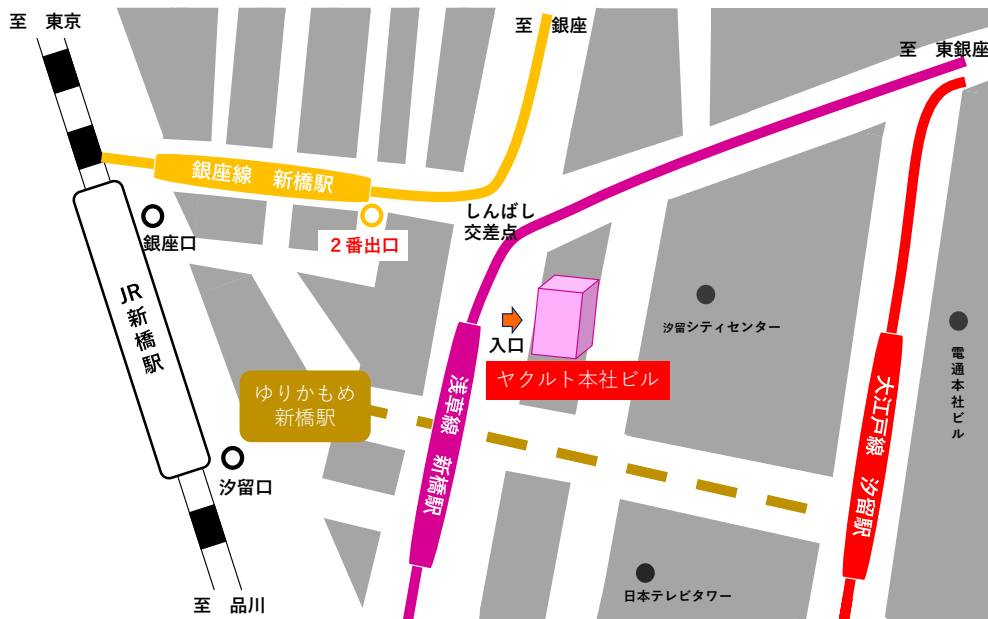 至　東京
至　銀座
至　東銀座
銀座線　新橋駅
しんばし
交差点
２番出口
銀座口
JR新橋駅
汐留シティセンター
入口
ヤクルト本社ビル
電通本社ビル
ゆりかもめ
新橋駅
浅草線　新橋駅
大江戸線　汐留駅
汐留口
日本テレビタワー
至　品川